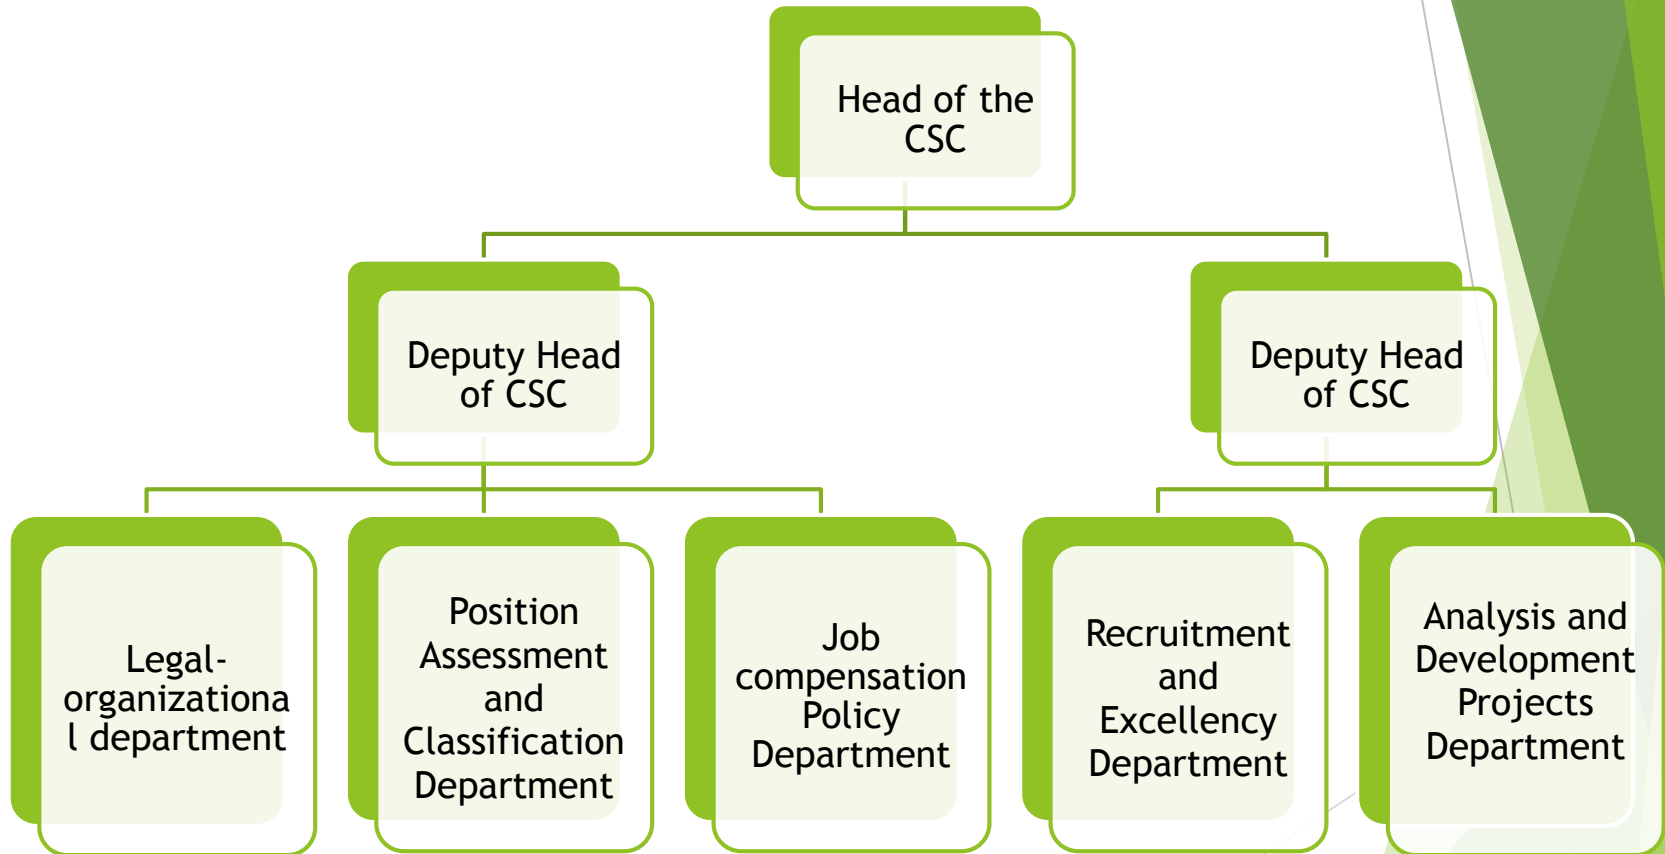 Head of the
CSC
Deputy Head
of CSC
Deputy Head
of CSC
Legal-
organizationa
l department
Position
Assessment
and
Classification
Department
Job
compensation
Policy
Department
Recruitment
and
Excellency
Department
Analysis and
Development
Projects
Department